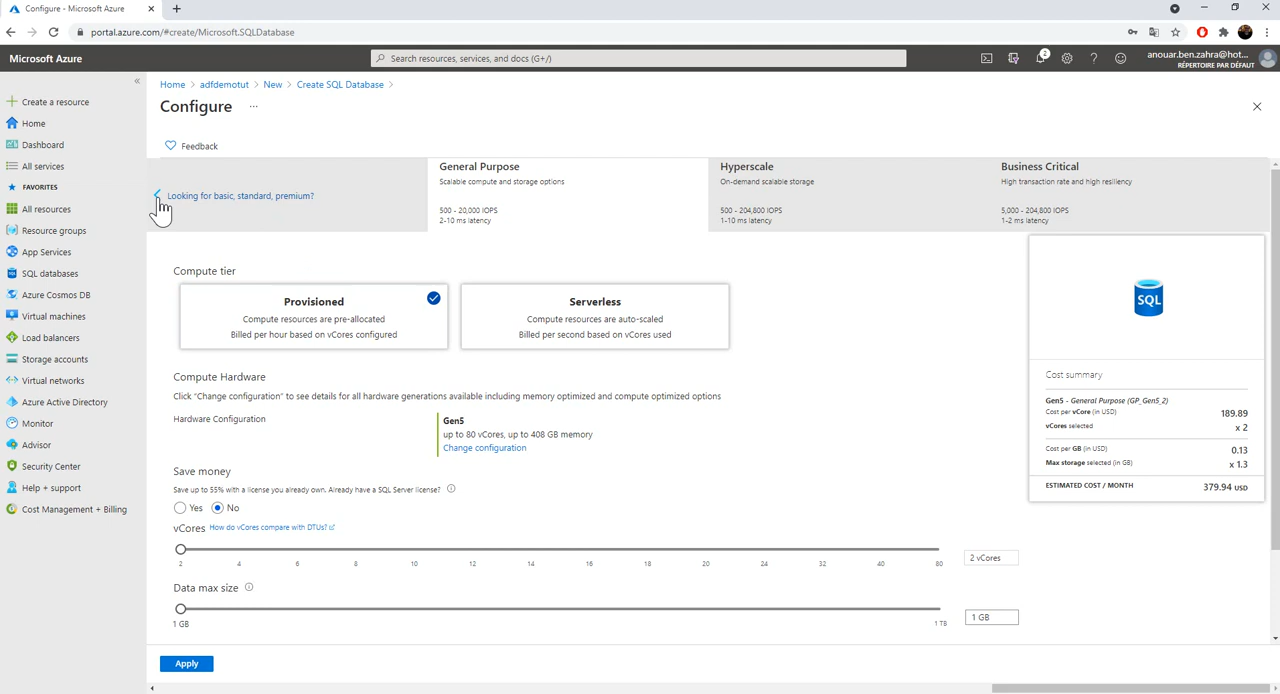 Configure - Microsoft Azure
portal.azure.com/#create/Microsoft.SQLDatabase
Microsoft Azure
Search resources, services, and docs (G+/)
2
anouar.ben.zahra@hot...
RÉPERTOIRE PAR DÉFAUT
Create a resource
Home
Dashboard
All services
FAVORITES
All resources
Resource groups
App Services
SQL databases
Azure Cosmos DB
Virtual machines
Load balancers
Storage accounts
Virtual networks
Azure Active Directory
Monitor
Advisor
Security Center
Help + support
Cost Management + Billing
Home > adfdemotut > New > Create SQL Database >
Configure ...
Feedback
Looking for basic, standard, premium?
General Purpose
Scalable compute and storage options
500 - 20,000 IOPS
2-10 ms latency
Hyperscale
On-demand scalable storage
500 - 204,800 IOPS
1-10 ms latency
Business Critical
High transaction rate and high resiliency
5,000 - 204,800 IOPS
1-2 ms latency
Compute tier
Provisioned
Compute resources are pre-allocated
Billed per hour based on vCores configured
Serverless
Compute resources are auto-scaled
Billed per second based on vCores used
Compute Hardware
Click "Change configuration" to see details for all hardware generations available including memory optimized and compute optimized options
Hardware Configuration
Gen5
up to 80 vCores, up to 408 GB memory
Change configuration
Save money
Save up to 55% with a license you already own. Already have a SQL Server license?
Yes No
vCores How do vCores compare with DTUs?
2 4 6 8 10 12 14 16 18 20 24 32 40 80
2 vCores
Data max size
1 GB 1 TB
1 GB
Apply
SQL
Cost summary
Gen5 - General Purpose (GP_Gen5_2)
Cost per vCore (in USD) 189.89
vCores selected x 2
Cost per GB (in USD) 0.13
Max storage selected (in GB) x 1.3
ESTIMATED COST / MONTH 379.94 USD